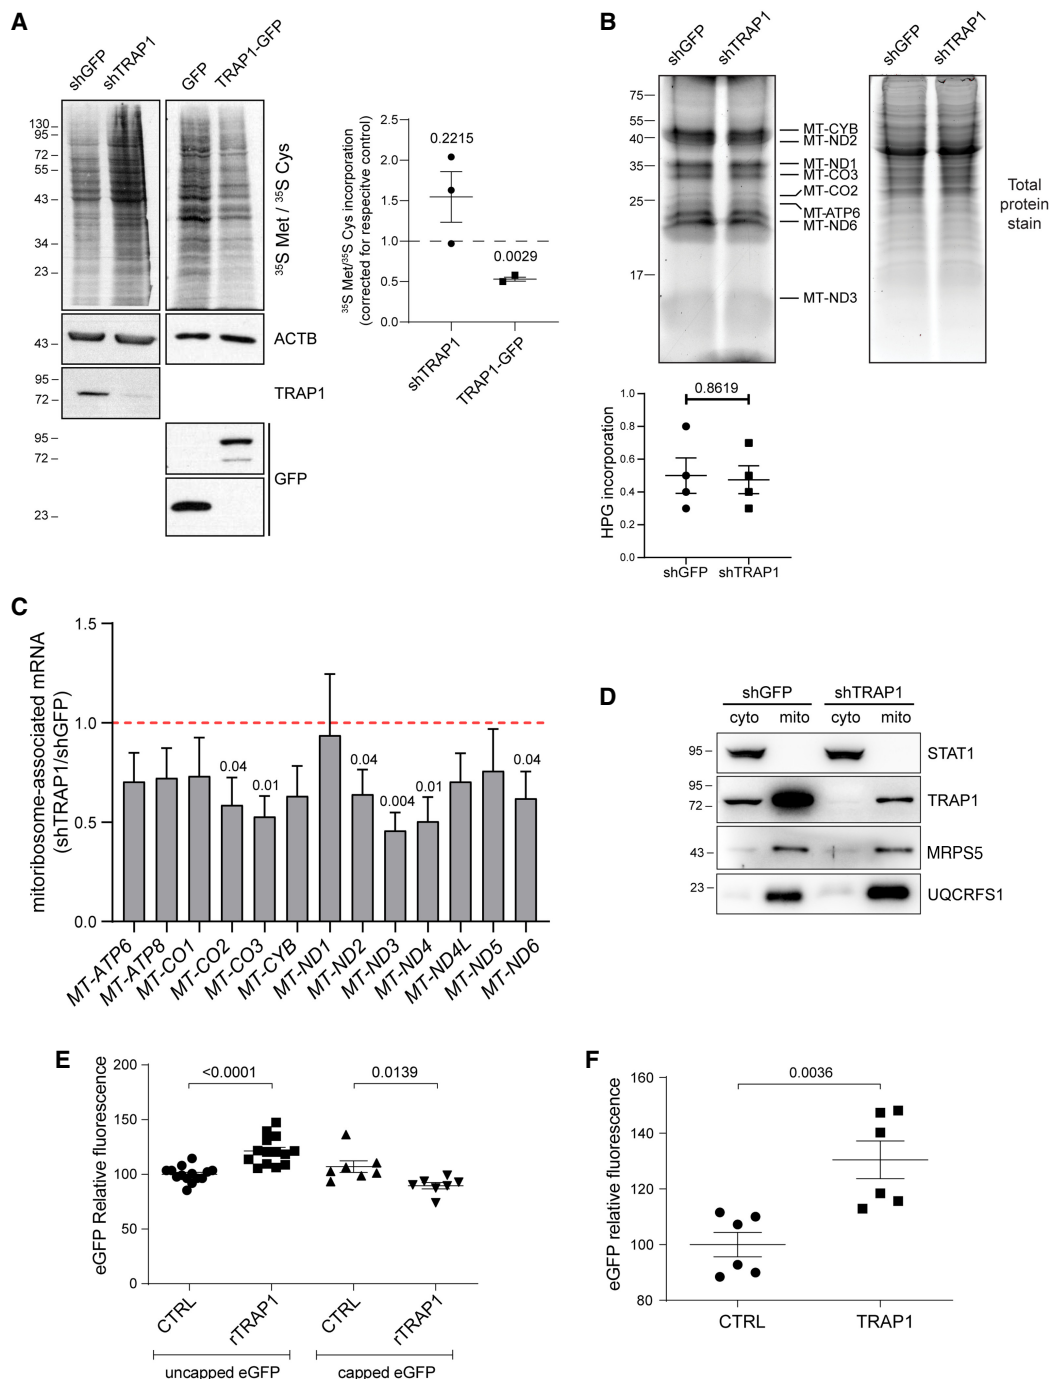 A
shGFP
shTRAP1
GFP
TRAP1-GFP
130
95
72
55
43
34
23
³⁵S Met / ³⁵S Cys
43
ACTB
95
72
TRAP1
95
72
23
GFP
³⁵S Met/³⁵S Cys incorporation
(corrected for respecitve control)
2.5
2.0
1.5
1.0
0.5
0.0
0.2215
0.0029
shTRAP1
TRAP1-GFP
B
shGFP
shTRAP1
75
55
40
35
25
17
MT-CYB
MT-ND2
MT-ND1
MT-CO3
MT-CO2
MT-ATP6
MT-ND6
MT-ND3
shGFP
shTRAP1
Total
protein
stain
HPG incorporation
1.0
0.8
0.6
0.4
0.2
0.0
0.8619
shGFP
shTRAP1
C
mitoribosome-associated mRNA
(shTRAP1/shGFP)
1.5
1.0
0.5
0.0
0.04
0.01
0.04
0.004
0.01
0.04
MT-ATP6
MT-ATP8
MT-CO1
MT-CO2
MT-CO3
MT-CYB
MT-ND1
MT-ND2
MT-ND3
MT-ND4
MT-ND4L
MT-ND5
MT-ND6
D
shGFP
shTRAP1
cyto
mito
cyto
mito
95
STAT1
95
72
TRAP1
43
MRPS5
23
UQCRFS1
E
eGFP Relative fluorescence
200
150
100
50
0
<0.0001
0.0139
CTRL
rTRAP1
CTRL
rTRAP1
uncapped eGFP
capped eGFP
F
eGFP relative fluorescence
160
140
120
100
80
0.0036
CTRL
TRAP1